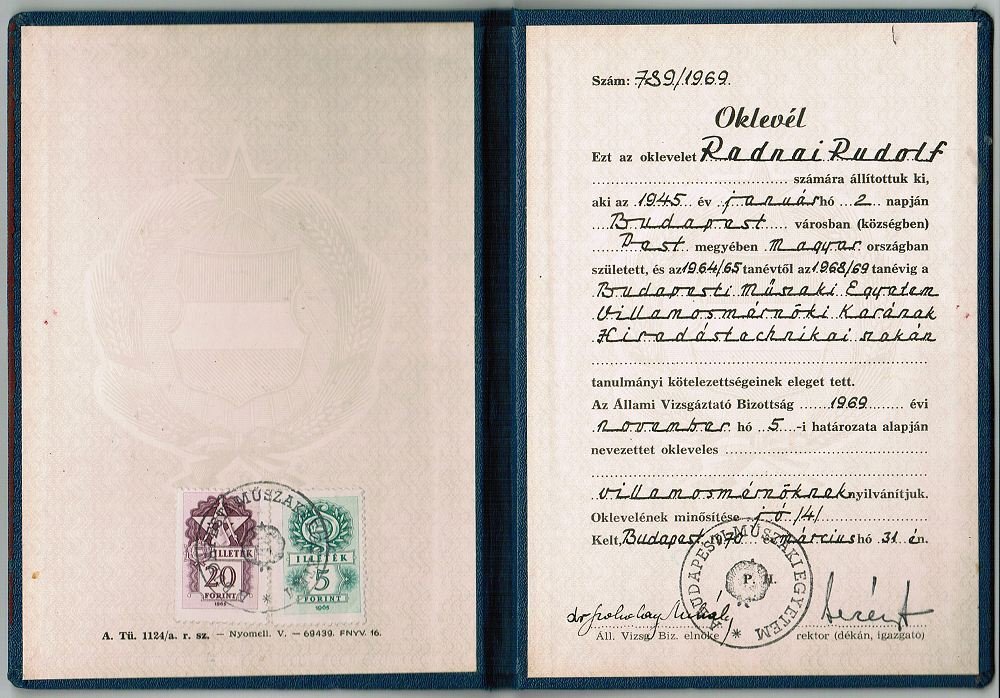 MŰSZAKI
ILLETÉK
20
FORINT
1965
ILLETÉK
5
FORINT
1965
A. Tü. 1124/a. r. sz. — Nyomell. V. — 69439. FNYV. 16.
Szám: 789/1969.
Oklevél
Ezt az oklevelet Radnai Rudolf
számára állítottuk ki,
aki az 1945 év január hó 2 napján
Budapest városban (községben)
Pest megyében Magyar országban
született, és az 1964/65 tanévtől az 1968/69 tanévig a
Budapesti Műszaki Egyetem
Villamosmérnöki Karának
Híradástechnikai szakán
tanulmányi kötelezettségeinek eleget tett.
Az Állami Vizsgáztató Bizottság 1969 évi
november hó 5 -i határozata alapján
nevezettet okleveles
villamosmérnöknek nyilvánítjuk.
Oklevelének minősítése jó /4/
Kelt, Budapest 1970 március hó 31 én.
A BUDAPESTI MŰSZAKI EGYETEM
P. H.
dr Mihály
Áll. Vizsg. Biz. elnöke
rektor (dékán, igazgató)